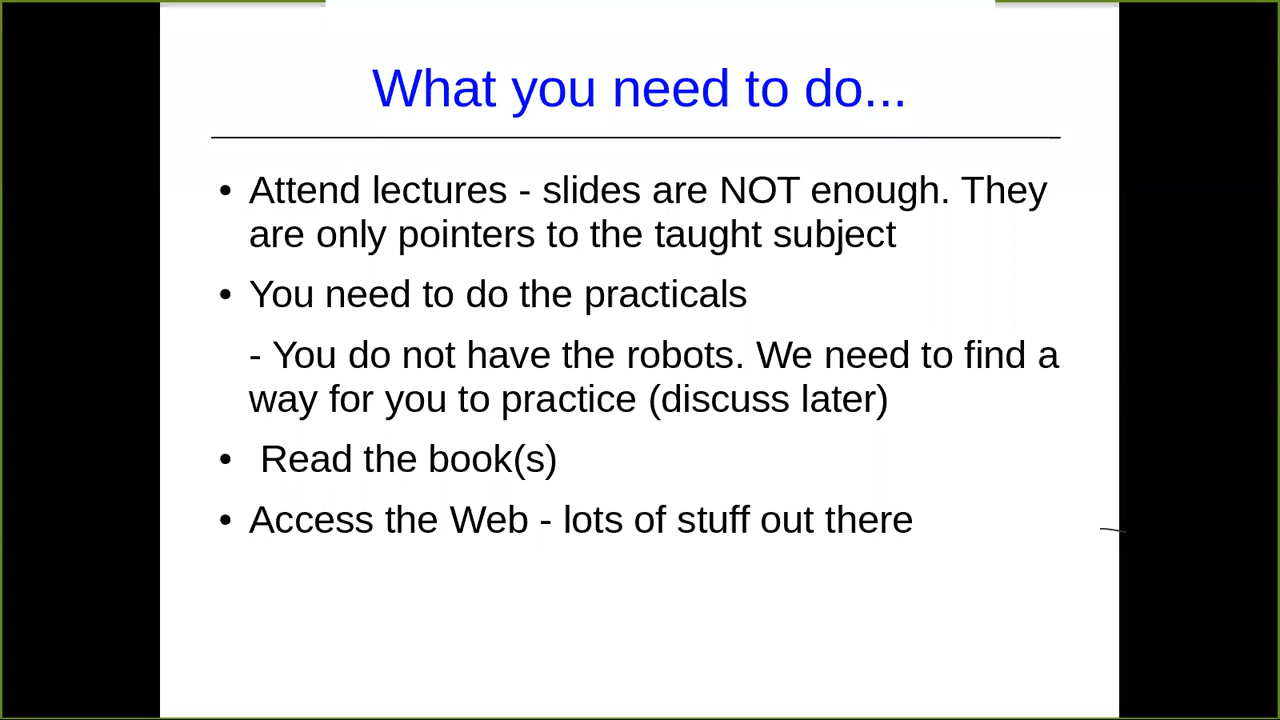 What you need to do...
• Attend lectures - slides are NOT enough. They
are only pointers to the taught subject
• You need to do the practicals
- You do not have the robots. We need to find a
way for you to practice (discuss later)
• Read the book(s)
• Access the Web - lots of stuff out there